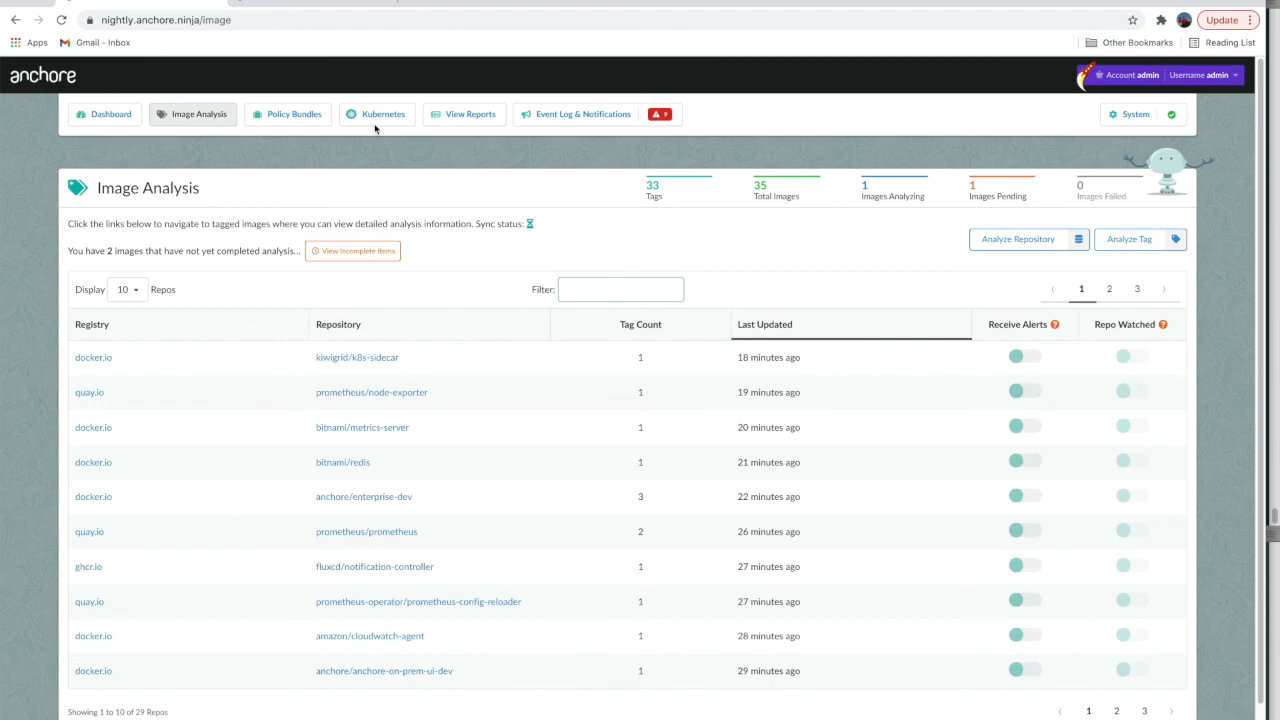 nightly.anchore.ninja/image
Update
Apps Gmail - Inbox Other Bookmarks Reading List
anchore Account admin Username admin
Dashboard Image Analysis Policy Bundles Kubernetes View Reports Event Log & Notifications 9 System
Image Analysis
33 35 1 1 0
Tags Total Images Images Analyzing Images Pending Images Failed
Click the links below to navigate to tagged images where you can view detailed analysis information. Sync status:
Analyze Repository Analyze Tag
You have 2 images that have not yet completed analysis... View Incomplete Items
Display 10 Repos Filter: 1 2 3
Registry Repository Tag Count Last Updated Receive Alerts ? Repo Watched ?
docker.io kiwigrid/k8s-sidecar 1 18 minutes ago
quay.io prometheus/node-exporter 1 19 minutes ago
docker.io bitnami/metrics-server 1 20 minutes ago
docker.io bitnami/redis 1 21 minutes ago
docker.io anchore/enterprise-dev 3 22 minutes ago
quay.io prometheus/prometheus 2 26 minutes ago
ghcr.io fluxcd/notification-controller 1 27 minutes ago
quay.io prometheus-operator/prometheus-config-reloader 1 27 minutes ago
docker.io amazon/cloudwatch-agent 1 28 minutes ago
docker.io anchore/anchore-on-prem-ui-dev 1 29 minutes ago
Showing 1 to 10 of 29 Repos 1 2 3